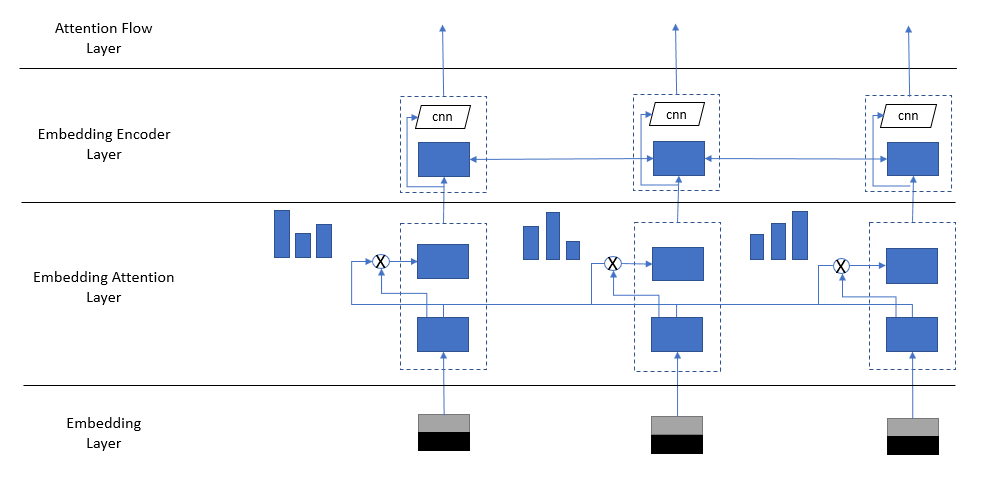 Attention Flow
Layer
cnn
cnn
cnn
Embedding Encoder
Layer
X
X
X
Embedding Attention
Layer
Embedding
Layer